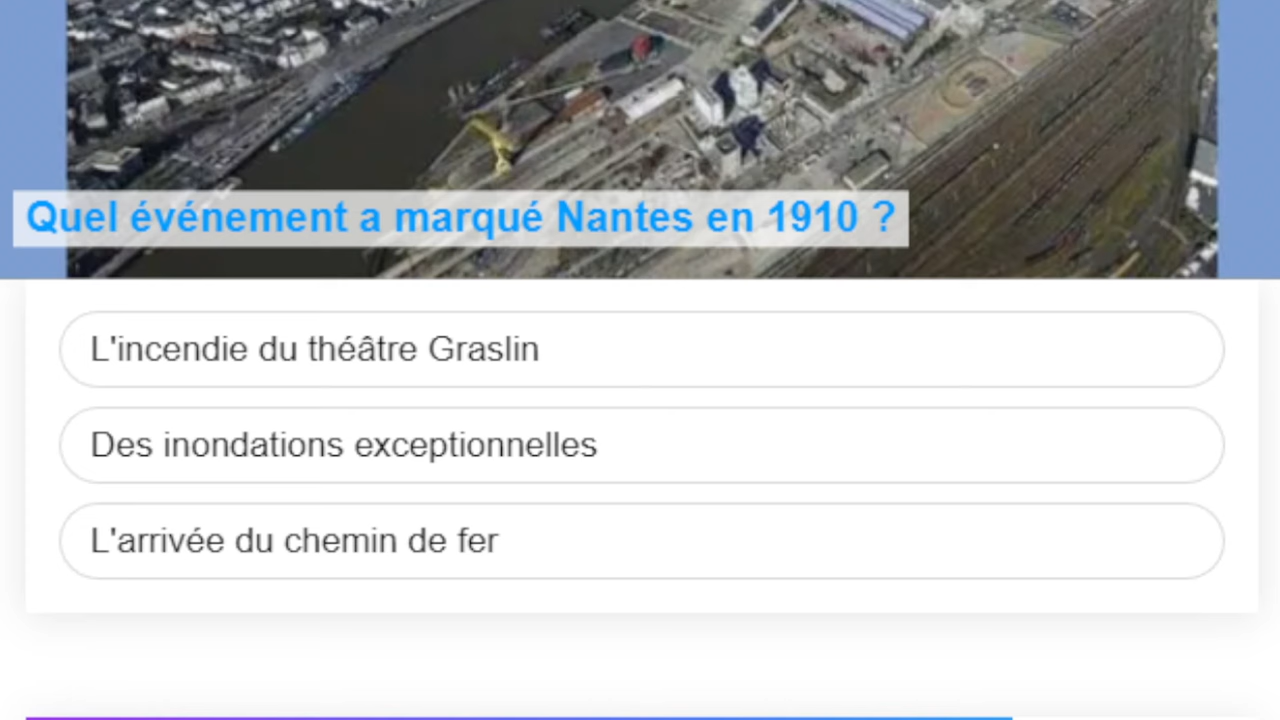 Quel événement a marqué Nantes en 1910 ?
L'incendie du théâtre Graslin
Des inondations exceptionnelles
L'arrivée du chemin de fer